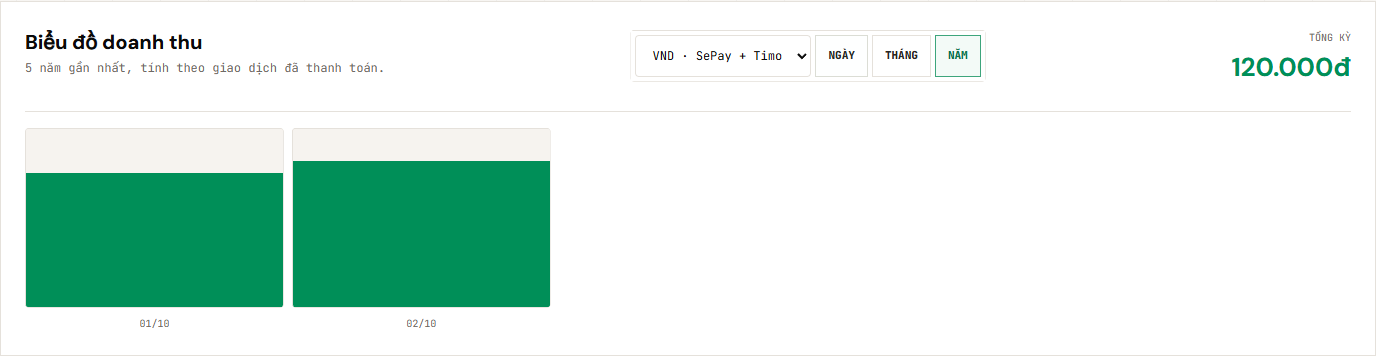 Biểu đồ doanh thu
5 năm gần nhất, tính theo giao dịch đã thanh toán.
VND · SePay + Timo
NGÀY
THÁNG
NĂM
TỔNG KỲ
120.000đ
01/10
02/10